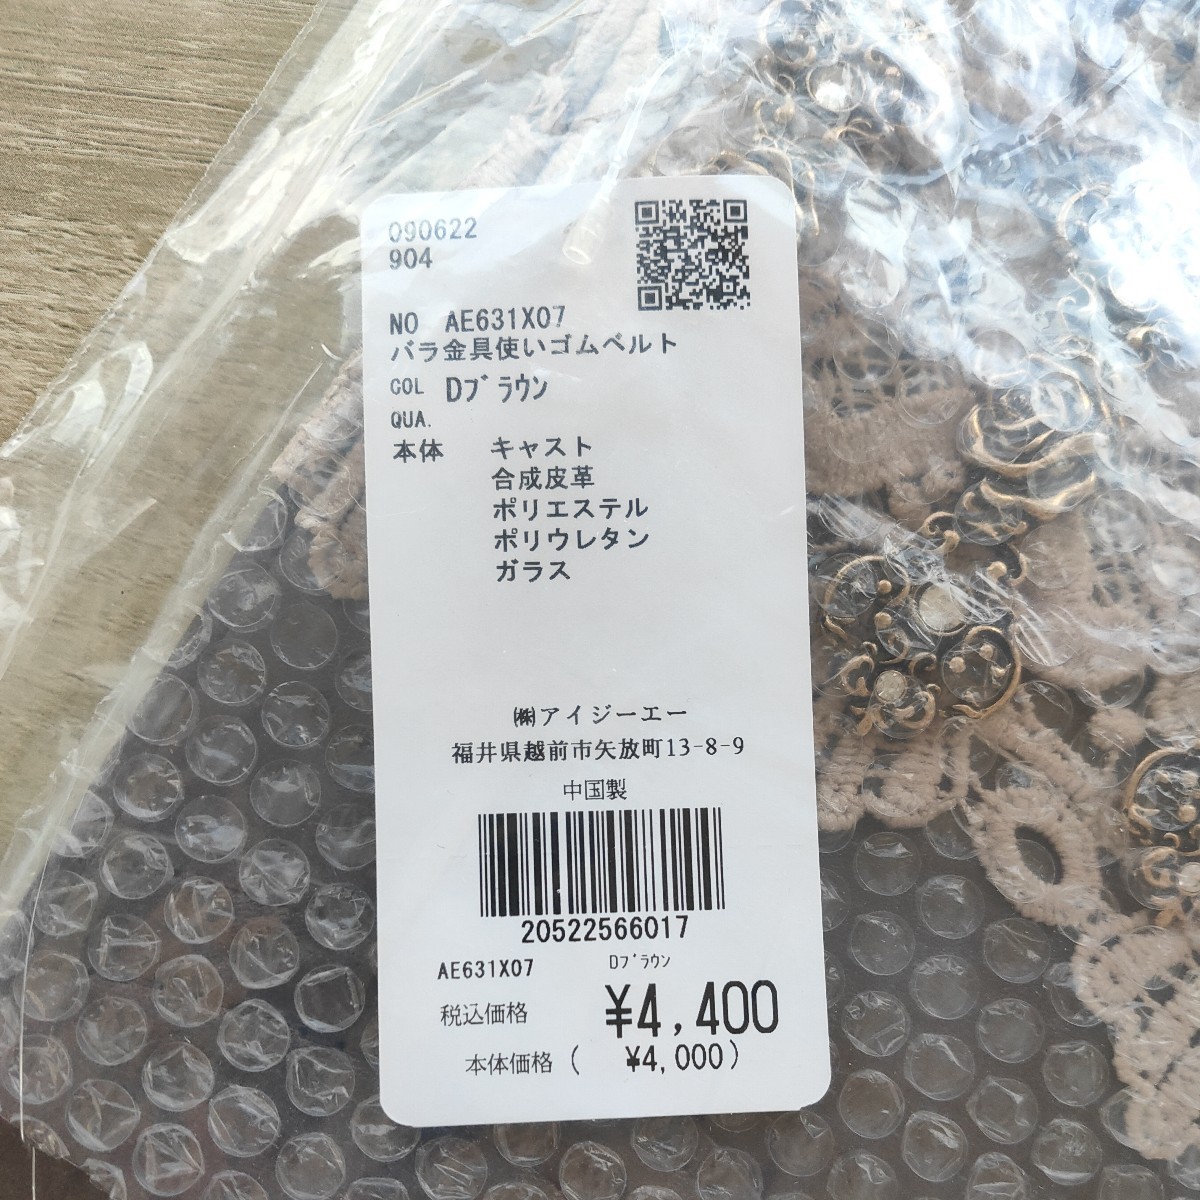 090622
904
NO AE631X07
バラ金具使いゴムベルト
COL Dブラウン
QUA.
本体 キャスト
合成皮革
ポリエステル
ポリウレタン
ガラス
㈱アイジーエー
福井県越前市矢放町13-8-9
中国製
20522566017
AE631X07 Dブラウン
税込価格 ¥4,400
本体価格( ¥4,000)